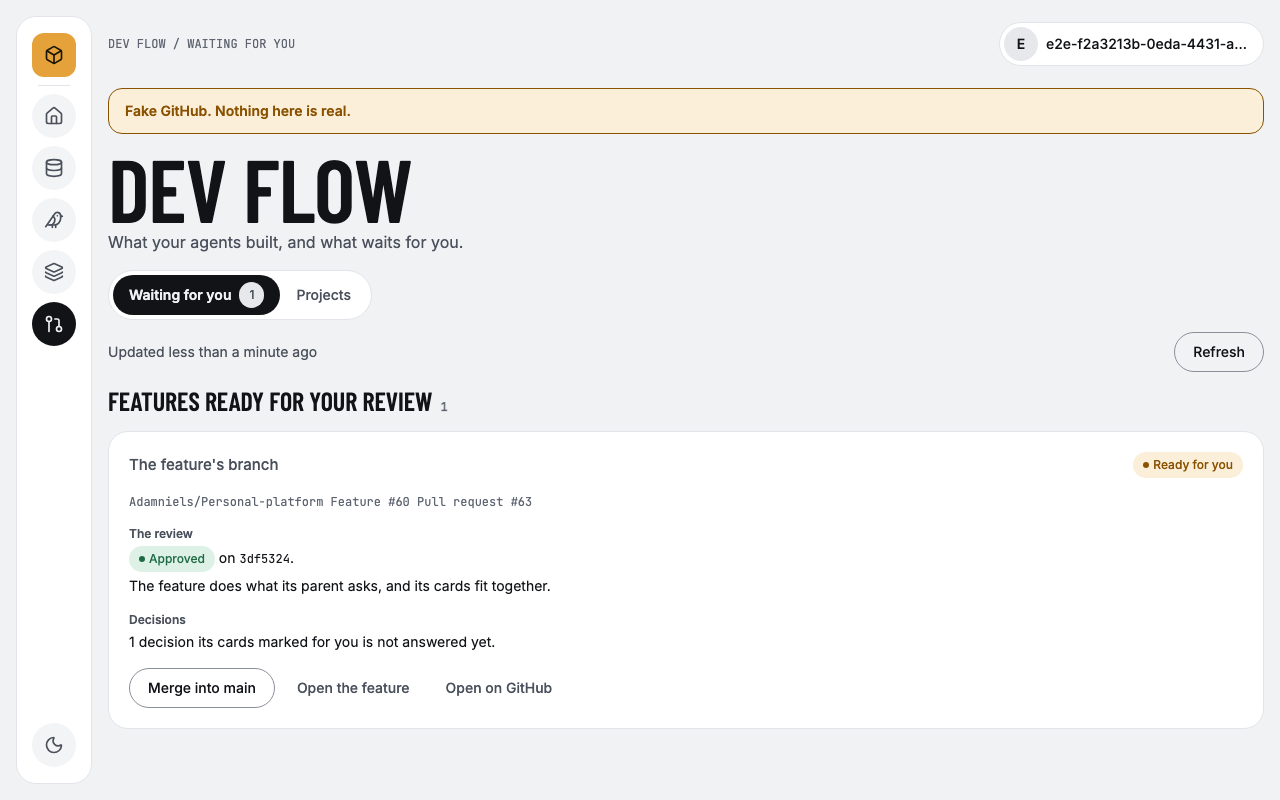 DEV FLOW / WAITING FOR YOU
E e2e-f2a3213b-0eda-4431-a...
Fake GitHub. Nothing here is real.
DEV FLOW
What your agents built, and what waits for you.
Waiting for you 1 Projects
Updated less than a minute ago
Refresh
FEATURES READY FOR YOUR REVIEW 1
The feature's branch
Ready for you
Adamniels/Personal-platform Feature #60 Pull request #63
The review
Approved on 3df5324.
The feature does what its parent asks, and its cards fit together.
Decisions
1 decision its cards marked for you is not answered yet.
Merge into main Open the feature Open on GitHub